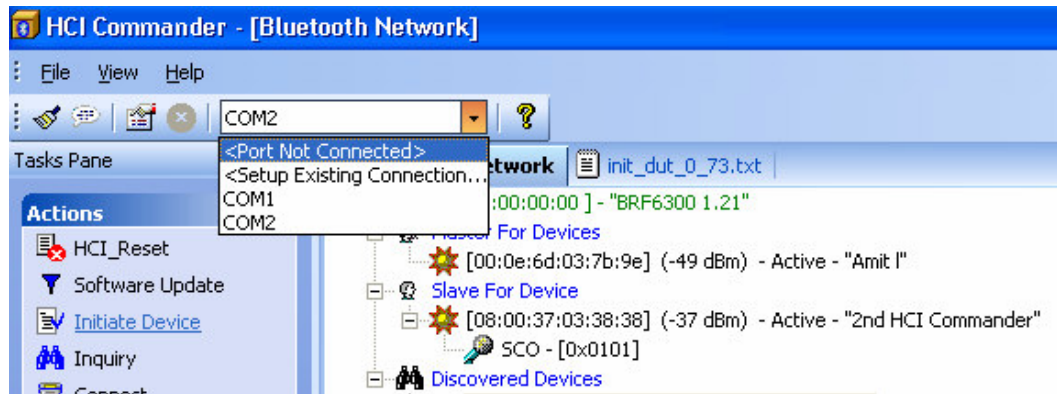 HCI Commander - [Bluetooth Network]
File View Help
COM2
<Port Not Connected>
<Setup Existing Connection...
COM1
COM2
Tasks Pane
Actions
HCI_Reset
Software Update
Initiate Device
Inquiry
etwork init_dut_0_73.txt
:00:00:00 ] - "BRF6300 1.21"
For Devices
[00:0e:6d:03:7b:9e] (-49 dBm) - Active - "Amit I"
Slave For Device
[08:00:37:03:38:38] (-37 dBm) - Active - "2nd HCI Commander"
SCO - [0x0101]
Discovered Devices